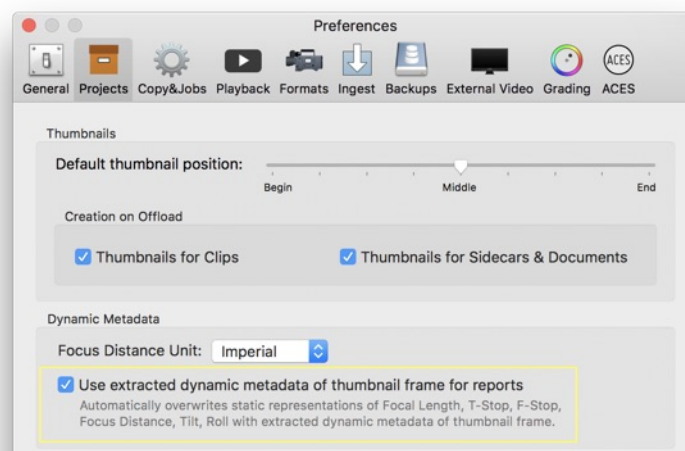 Preferences
General Projects Copy&Jobs Playback Formats Ingest Backups External Video Grading ACES
ACES
Thumbnails
Default thumbnail position:
Begin Middle End
Creation on Offload
Thumbnails for Clips Thumbnails for Sidecars & Documents
Dynamic Metadata
Focus Distance Unit: Imperial
Use extracted dynamic metadata of thumbnail frame for reports
Automatically overwrites static representations of Focal Length, T-Stop, F-Stop,
Focus Distance, Tilt, Roll with extracted dynamic metadata of thumbnail frame.